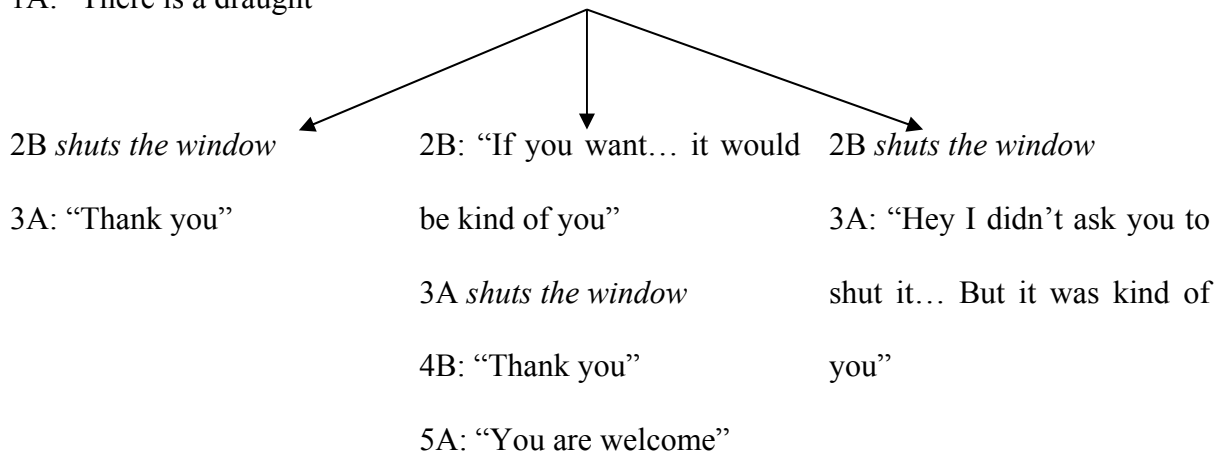 1A: “There is a draught”
2B shuts the window
3A: “Thank you”
2B: “If you want… it would
be kind of you”
3A shuts the window
4B: “Thank you”
5A: “You are welcome”
2B shuts the window
3A: “Hey I didn’t ask you to
shut it… But it was kind of
you”